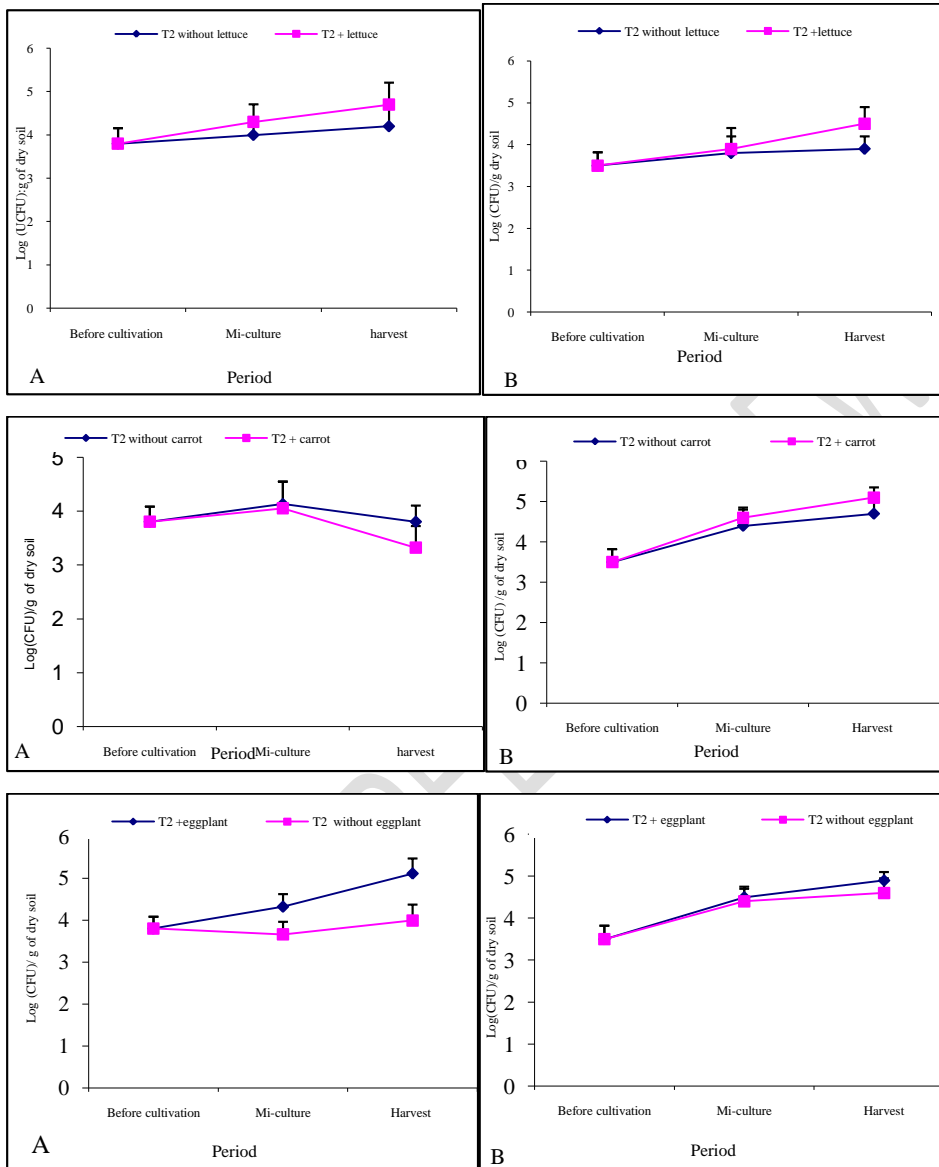 T2 without lettuce T2 + lettuce
6
5
4
3
2
1
0
Log (UCFU):g of dry soil
Before cultivation Mi-culture harvest
Period
A
T2 without lettuce T2 +lettuce
6
5
4
3
2
1
0
Log (CFU)/g dry soil
Before cultivation Mi-culture Harvest
Period
B
T2 without carrot T2 + carrot
5
4
3
2
1
0
Log(CFU)/g of dry soil
Before cultivation Mi-culture harvest
Period
A
T2 without carrot T2 + carrot
6
5
4
3
2
1
0
Log (CFU) /g of dry soil
Before cultivation Mi-culture Harvest
Period
B
T2 +eggplant T2 without eggplant
6
5
4
3
2
1
0
Log (CFU)/ g of dry soil
Before cultivation Mi-culture Harvest
Period
A
T2 + eggplant T2 without eggplant
6
5
4
3
2
1
0
Log(CFU)/g of dry soil
Before cultivation Mi-culture Harvest
Period
B